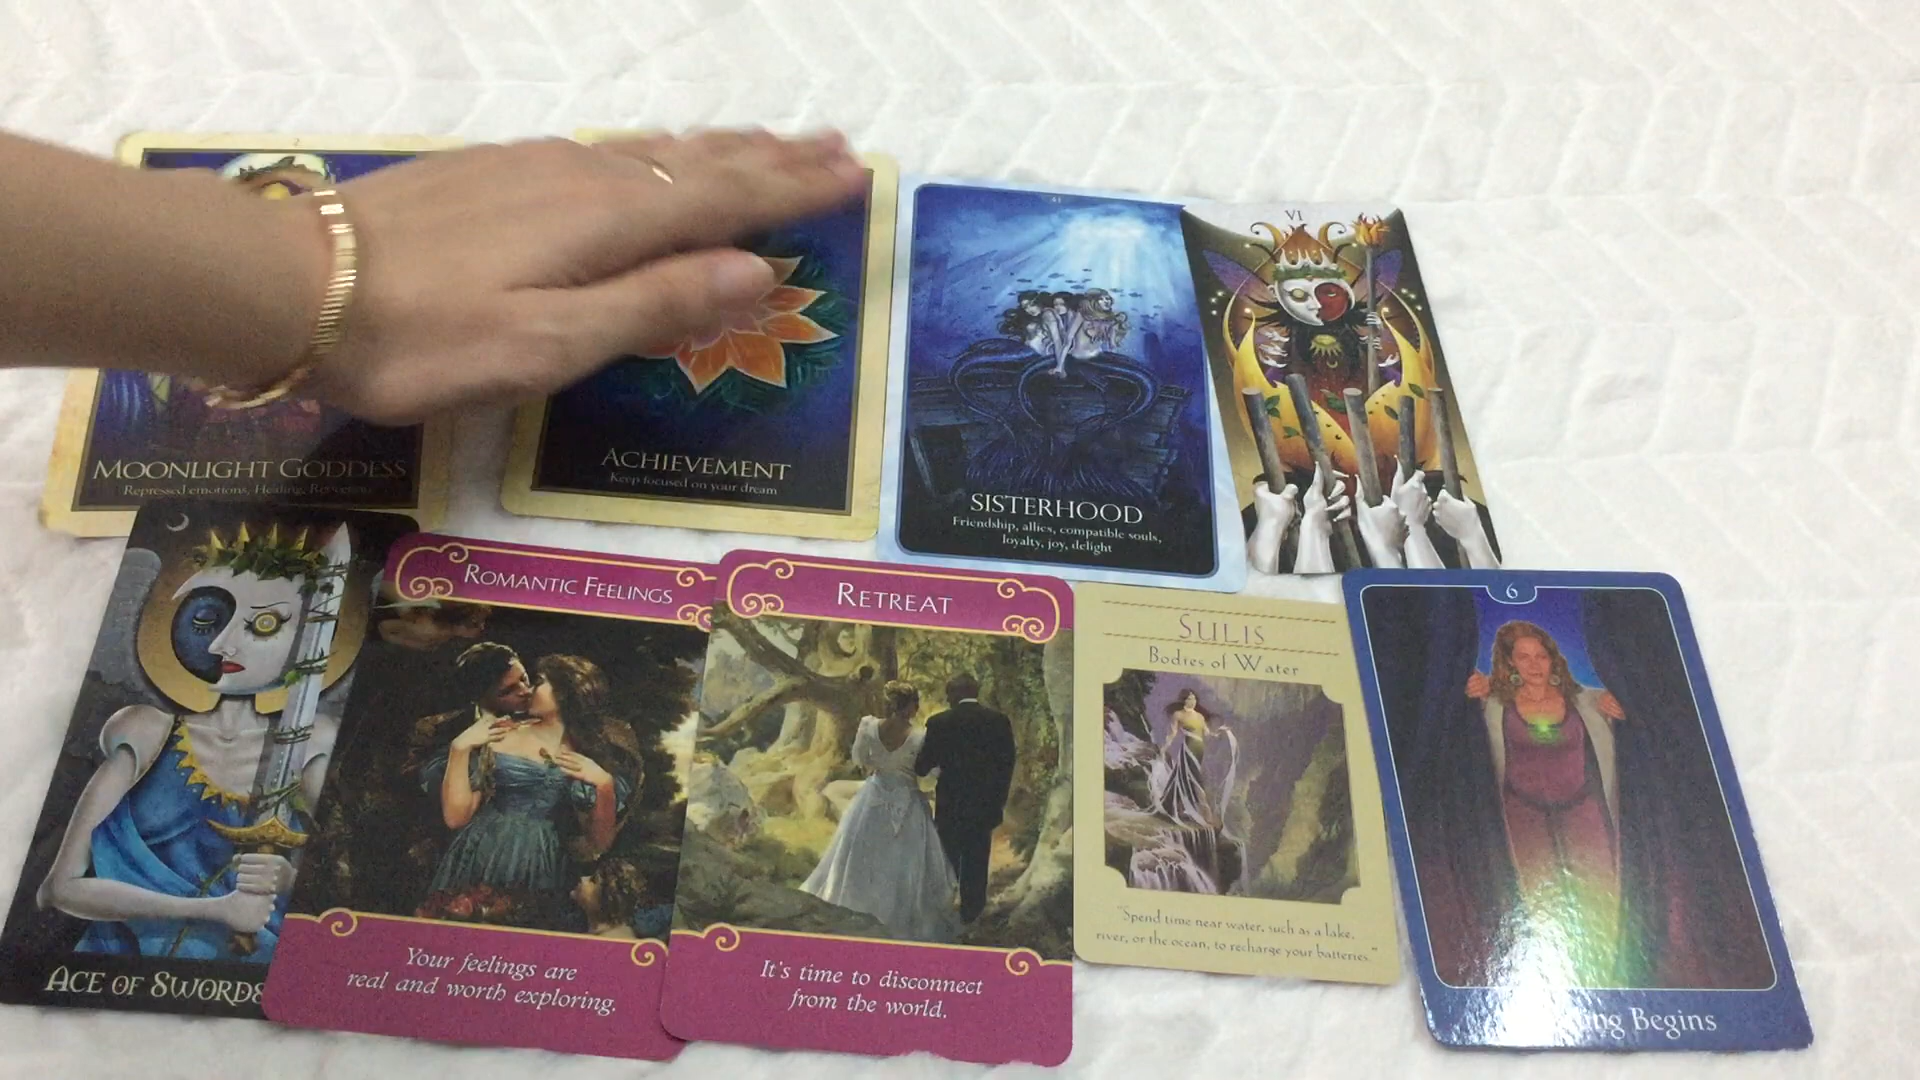 2
MOONLIGHT GODDESS
Repressed emotions, Healing,
ACHIEVEMENT
Keep focused on your dream
41
SISTERHOOD
Friendship, allies, compatible souls,
loyalty, joy, delight
VI
ACE OF SWORDS
ROMANTIC FEELINGS
Your feelings are
real and worth exploring.
RETREAT
It's time to disconnect
from the world.
SULIS
Bodies of Water
"Spend time near water, such as a lake,
river, or the ocean, to recharge your batteries."
6
Begins